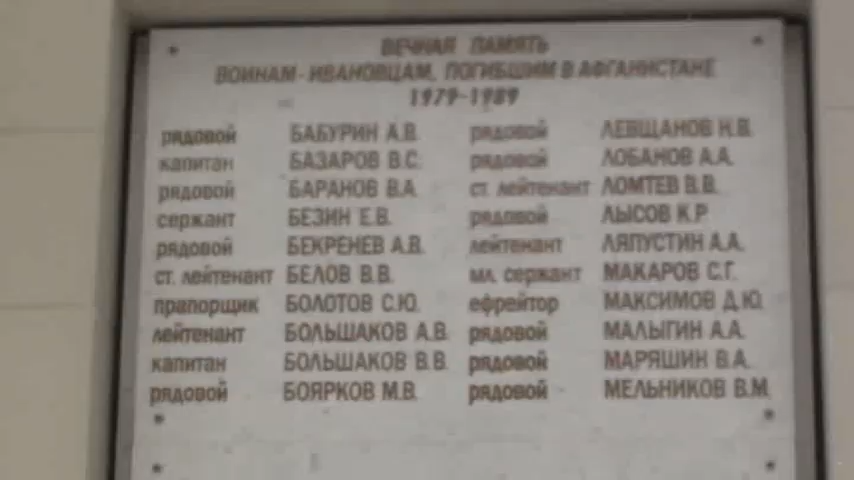 ВЕЧНАЯ ПАМЯТЬ
ВОИНАМ-ИВАНОВЦАМ, ПОГИБШИМ В АФГАНИСТАНЕ
1979-1989
рядовой БАБУРИН А.В. рядовой ЛЕВЩАНОВ Н.В.
капитан БАЗАРОВ В.С. рядовой ЛОБАНОВ А.А.
рядовой БАРАНОВ В.А. ст. лейтенант ЛОМТЕВ В.В.
сержант БЕЗИН Е.В. рядовой ЛЫСОВ К.Р.
рядовой БЕКРЕНЕВ А.В. лейтенант ЛЯПУСТИН А.А.
ст. лейтенант БЕЛОВ В.В. мл. сержант МАКАРОВ С.Г.
прапорщик БОЛОТОВ С.Ю. ефрейтор МАКСИМОВ Д.Ю.
лейтенант БОЛЬШАКОВ А.В. рядовой МАЛЫГИН А.А.
капитан БОЛЬШАКОВ В.В. рядовой МАРЯШИН В.А.
рядовой БОЯРКОВ М.В. рядовой МЕЛЬНИКОВ В.М.